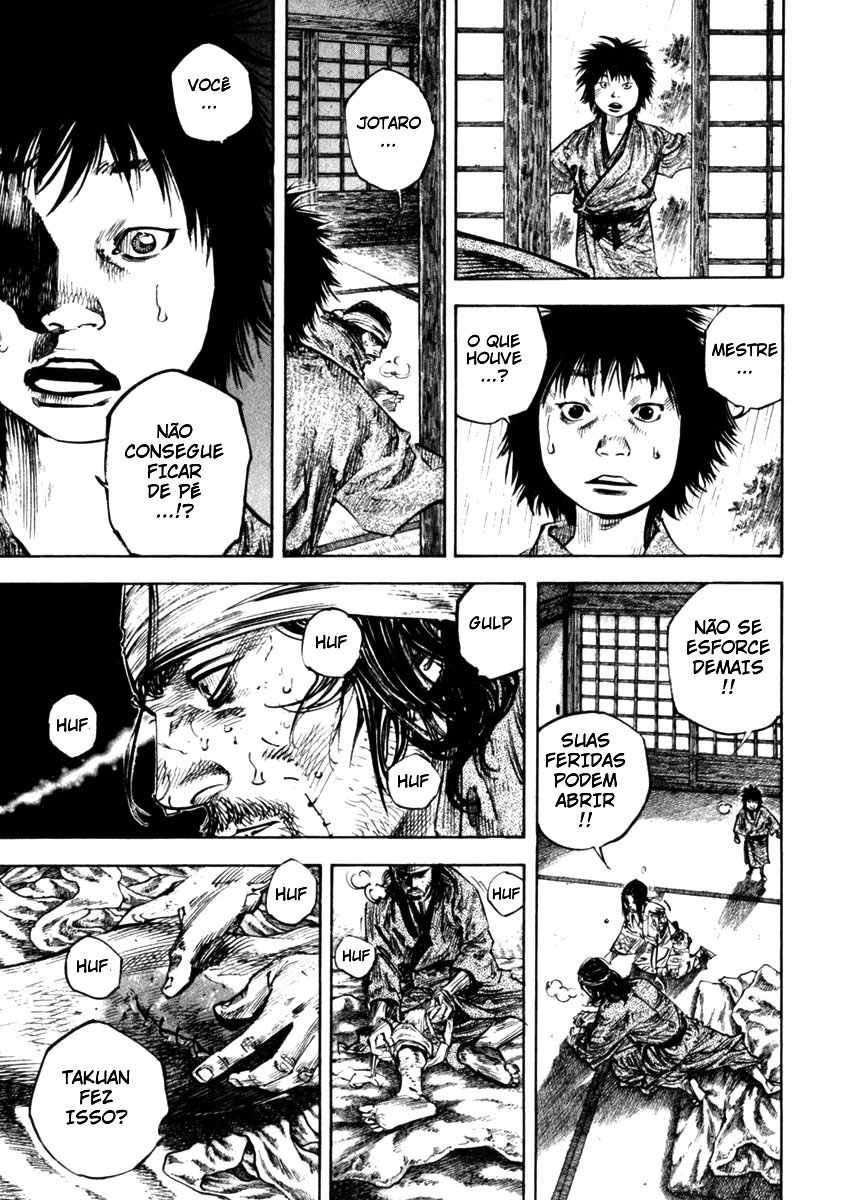 MESTRE
...
O QUE
HOUVE
...?
JOTARO
...
VOCÊ
...
NÃO
CONSEGUE
FICAR
DE PÉ
...!?
NÃO SE
ESFORCE
DEMAIS
!!
SUAS
FERIDAS
PODEM
ABRIR
!!
GULP
HUF
HUF
HUF
HUF
HUF
HUF
HUF
TAKUAN
FEZ
ISSO?